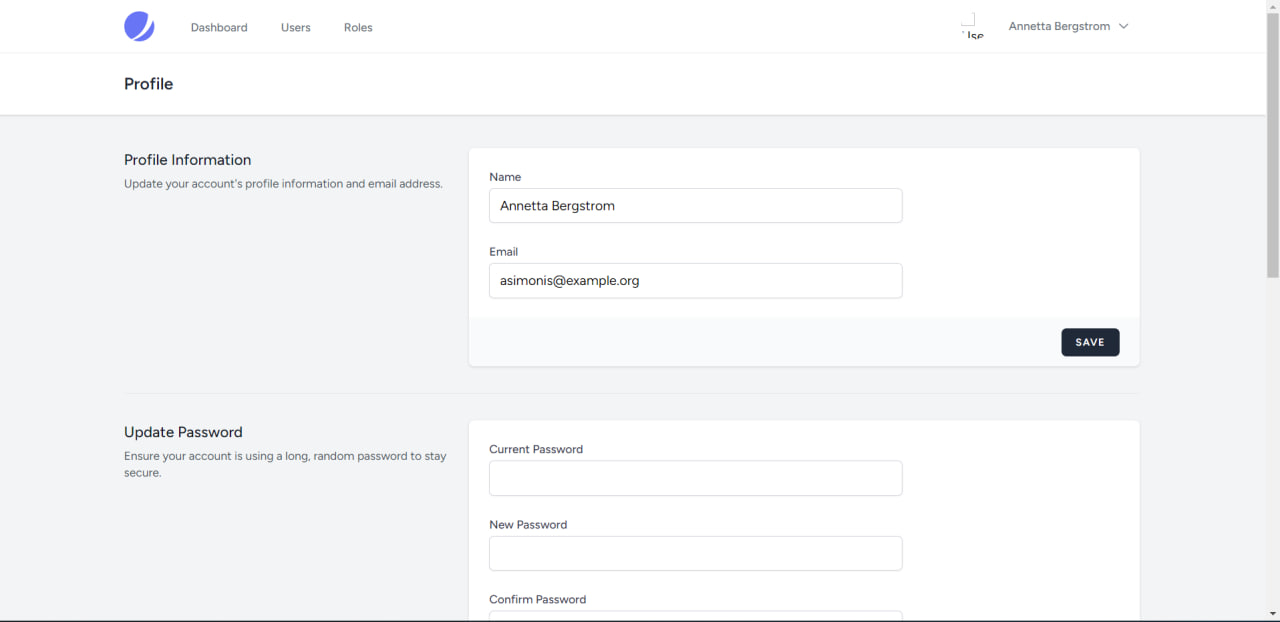 Dashboard Users Roles
Use
Annetta Bergstrom
Profile
Profile Information
Update your account's profile information and email address.
Name
Annetta Bergstrom
Email
asimonis@example.org
SAVE
Update Password
Ensure your account is using a long, random password to stay
secure.
Current Password
New Password
Confirm Password